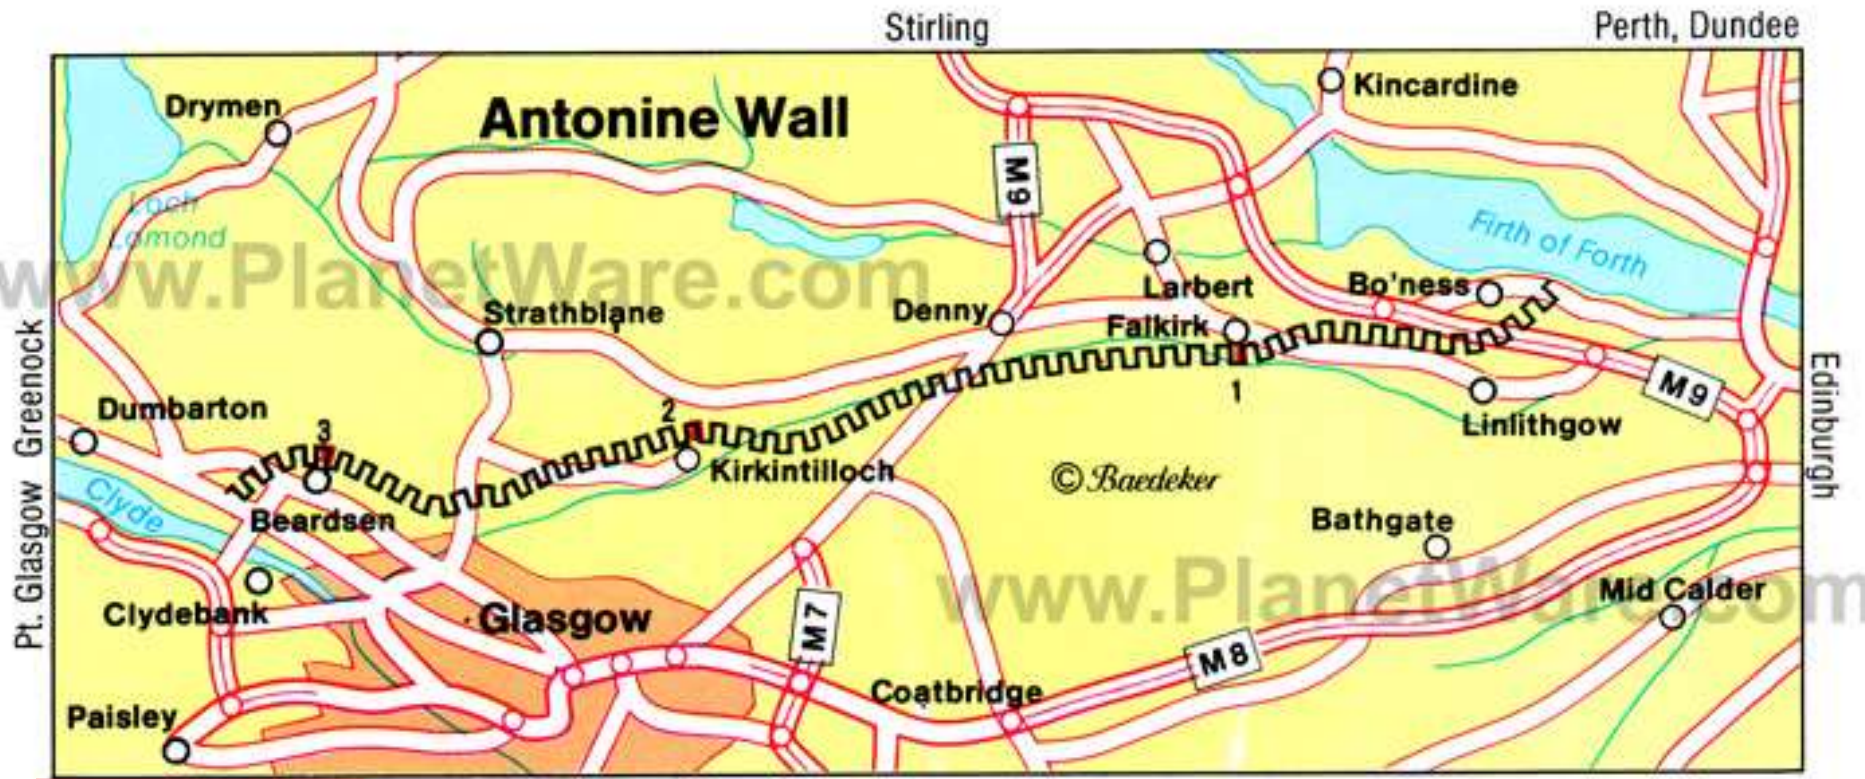 Stirling
Perth, Dundee
Drymen
Antonine Wall
Kincardine
M9
Loch
Lomond
Firth of Forth
www.PlanetWare.com
Larbert
Bo'ness
Strathblane
Denny
Falkirk
Pt. Glasgow Greenock
Edinburgh
M9
Dumbarton
1
2
3
Linlithgow
Kirkintilloch
© Baedeker
Clyde
Beardsen
Bathgate
www.PlanetWare.com
Mid Calder
Clydebank
Glasgow
M7
M8
Coatbridge
Paisley